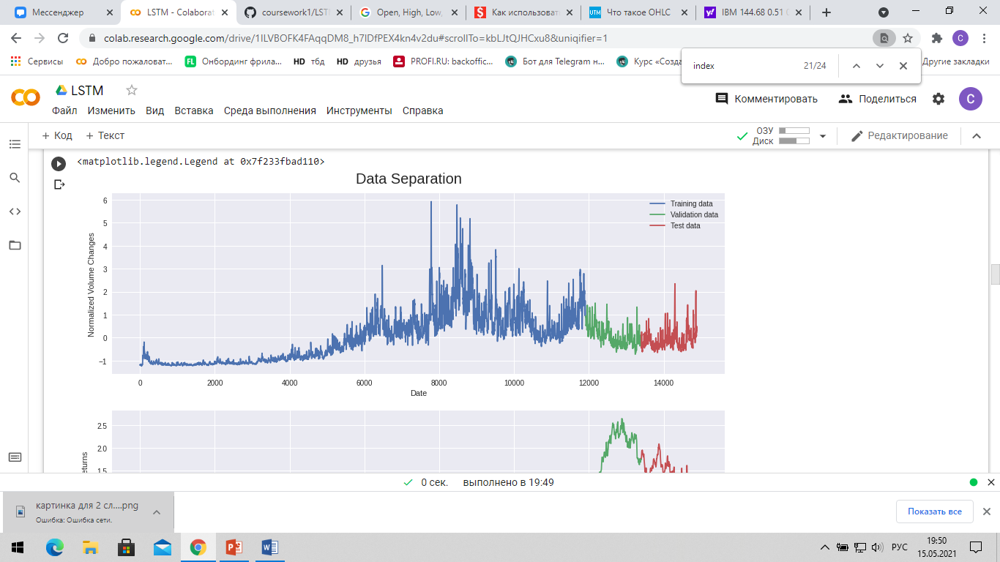 Мессенджер
LSTM - Colaborat
coursework1/LST
Open, High, Low,
Как использоват
Что такое OHLC
IBM 144.68 0.51
colab.research.google.com/drive/1ILVBOFK4FAqqDM8_h7IDfPEX4kn4v2du#scrollTo=kbLJtQJHCxu8&uniqifier=1
Сервисы
Добро пожаловат...
Онбординг фрила...
HD тбд
HD друзья
PROFI.RU: backoffic...
Бот для Telegram н...
Курс «Созда
Другие закладки
index 21/24
LSTM
Файл Изменить Вид Вставка Среда выполнения Инструменты Справка
Комментировать
Поделиться
С
+ Код + Текст
ОЗУ
Диск
Редактирование
<matplotlib.legend.Legend at 0x7f233fbad110>
Data Separation
Training data
Validation data
Test data
Normalized Volume Changes
6
5
4
3
2
1
0
−1
0 2000 4000 6000 8000 10000 12000 14000
Date
2.5
2.0
1.5
eturns
0 сек. выполнено в 19:49
картинка для 2 сл....png
Ошибка: Ошибка сети.
Показать все
РУС
19:50
15.05.2021